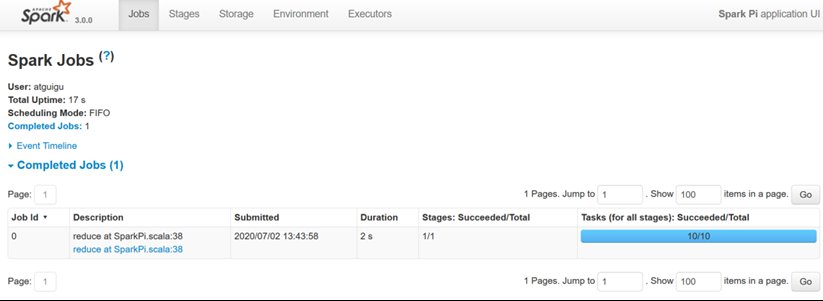 APACHE Spark 3.0.0 Jobs Stages Storage Environment Executors Spark Pi application UI
Spark Jobs (?)
User: atguigu
Total Uptime: 17 s
Scheduling Mode: FIFO
Completed Jobs: 1
Event Timeline
Completed Jobs (1)
Page: 1 1 Pages. Jump to 1 . Show 100 items in a page. Go
Job Id ▾ Description Submitted Duration Stages: Succeeded/Total Tasks (for all stages): Succeeded/Total
0 reduce at SparkPi.scala:38 2020/07/02 13:43:58 2 s 1/1 10/10
reduce at SparkPi.scala:38
Page: 1 1 Pages. Jump to 1 . Show 100 items in a page. Go